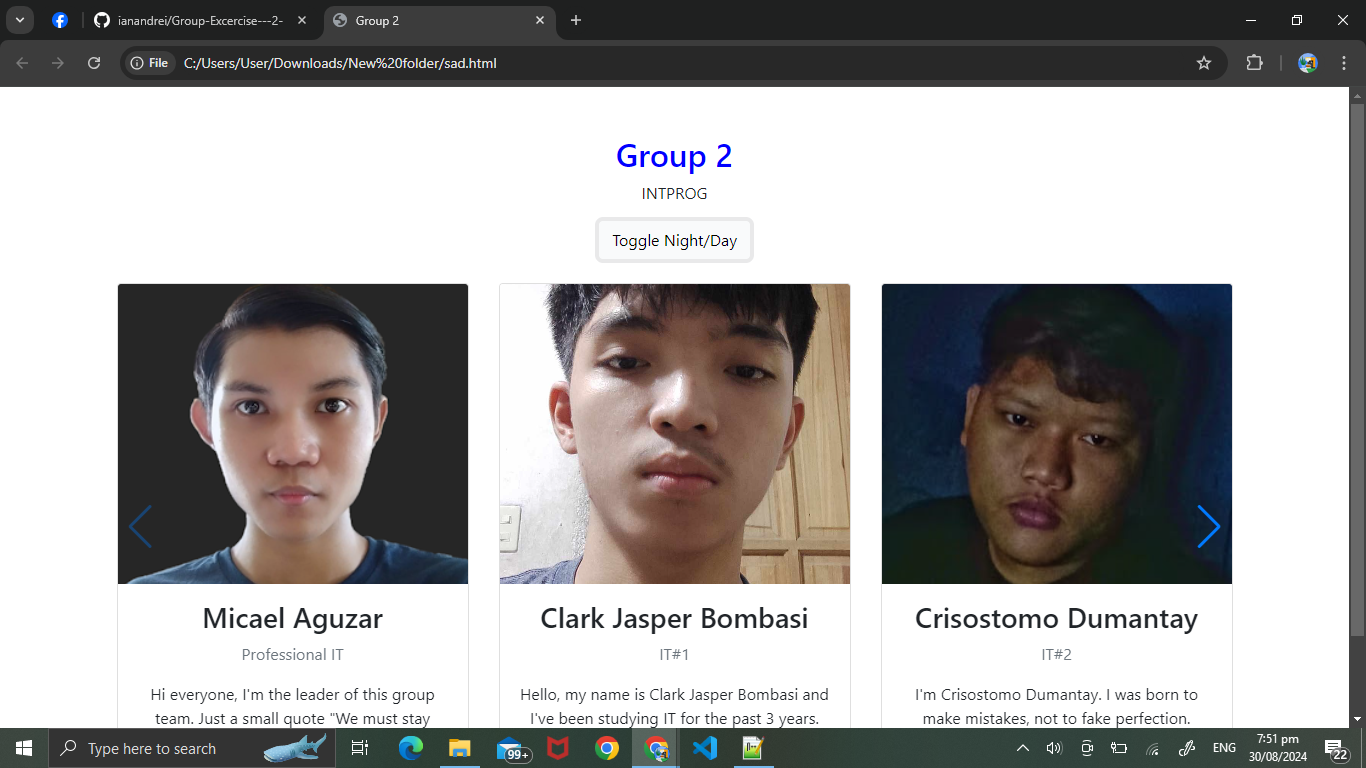 ianandrei/Group-Excercise---2-
Group 2
File
C:/Users/User/Downloads/New%20folder/sad.html
Group 2
INTPROG
Toggle Night/Day
Micael Aguzar
Professional IT
Hi everyone, I'm the leader of this group
team. Just a small quote "We must stay
Clark Jasper Bombasi
IT#1
Hello, my name is Clark Jasper Bombasi and
I've been studying IT for the past 3 years.
Crisostomo Dumantay
IT#2
I'm Crisostomo Dumantay. I was born to
make mistakes, not to fake perfection.
Type here to search
99+
ENG
7:51 pm
30/08/2024
22